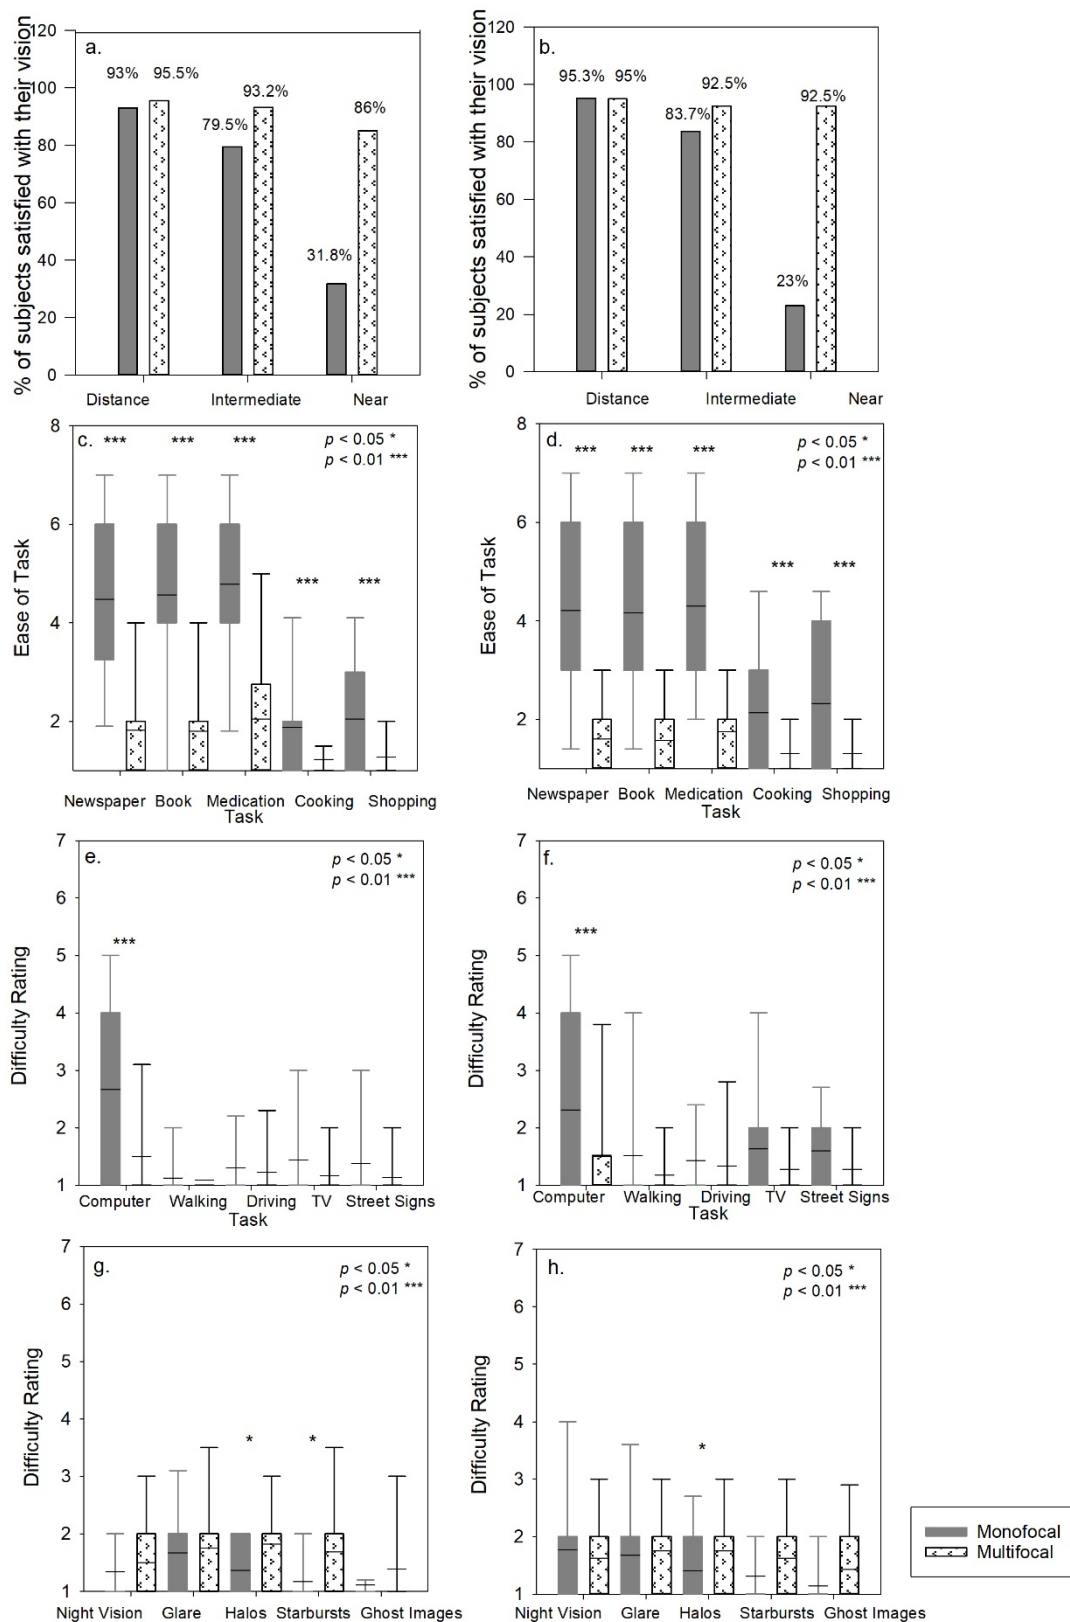 a.
% of subjects satisfied with their vision
120
100
80
60
40
20
0
93% 95.5%
79.5% 93.2%
31.8% 86%
Distance Intermediate Near
b.
% of subjects satisfied with their vision
120
100
80
60
40
20
0
95.3% 95%
83.7% 92.5%
23% 92.5%
Distance Intermediate Near
c.
Ease of Task
8
6
4
2
*** *** *** *** ***
p < 0.05 *
p < 0.01 ***
Newspaper Book Medication Cooking Shopping
Task
d.
Ease of Task
8
6
4
2
*** *** *** *** ***
p < 0.05 *
p < 0.01 ***
Newspaper Book Medication Cooking Shopping
Task
e.
Difficulty Rating
7
6
5
4
3
2
1
***
p < 0.05 *
p < 0.01 ***
Computer Walking Driving TV Street Signs
Task
f.
Difficulty Rating
7
6
5
4
3
2
1
***
p < 0.05 *
p < 0.01 ***
Computer Walking Driving TV Street Signs
Task
g.
Difficulty Rating
7
6
5
4
3
2
1
* *
p < 0.05 *
p < 0.01 ***
Night Vision Glare Halos Starbursts Ghost Images
h.
Difficulty Rating
7
6
5
4
3
2
1
*
p < 0.05 *
p < 0.01 ***
Night Vision Glare Halos Starbursts Ghost Images
Monofocal
Multifocal